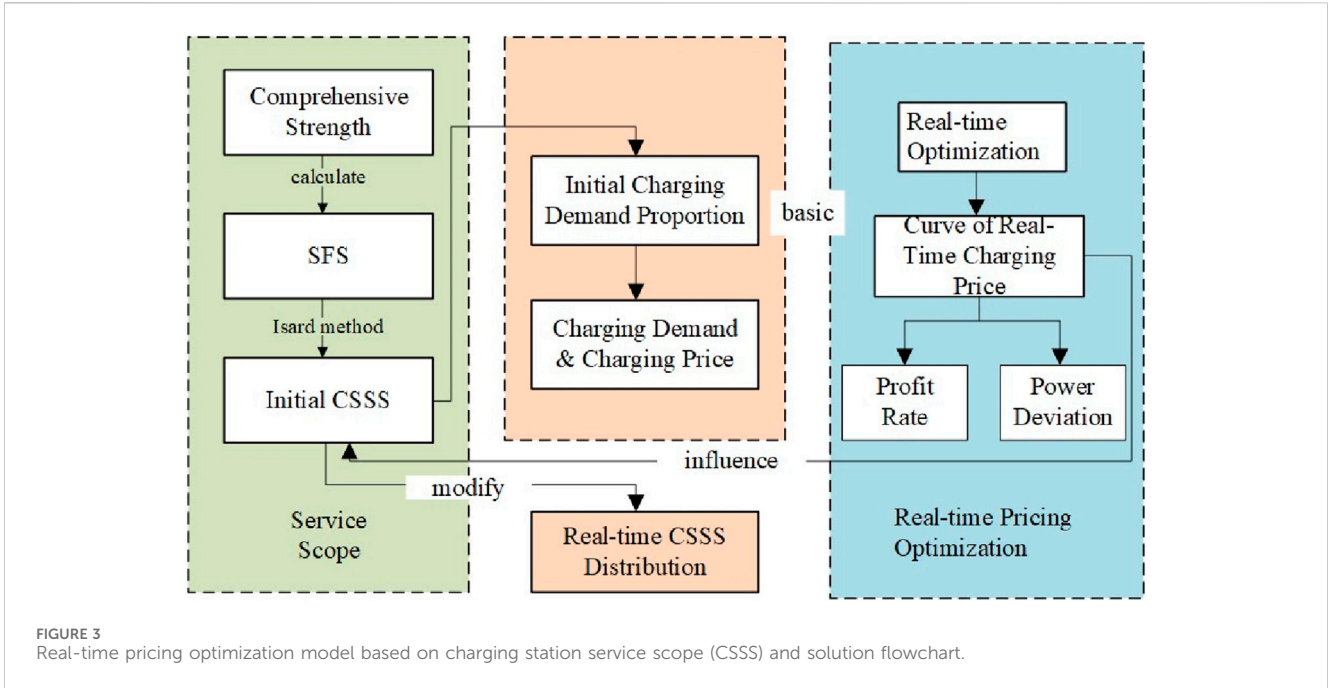 Comprehensive
Strength
calculate
SFS
Isard method
Initial CSSS
Service
Scope
Initial Charging
Demand Proportion
Charging Demand
& Charging Price
basic
Real-time
Optimization
Curve of Real-
Time Charging
Price
Profit
Rate
Power
Deviation
influence
modify
Real-time CSSS
Distribution
Real-time Pricing
Optimization
FIGURE 3
Real-time pricing optimization model based on charging station service scope (CSSS) and solution flowchart.